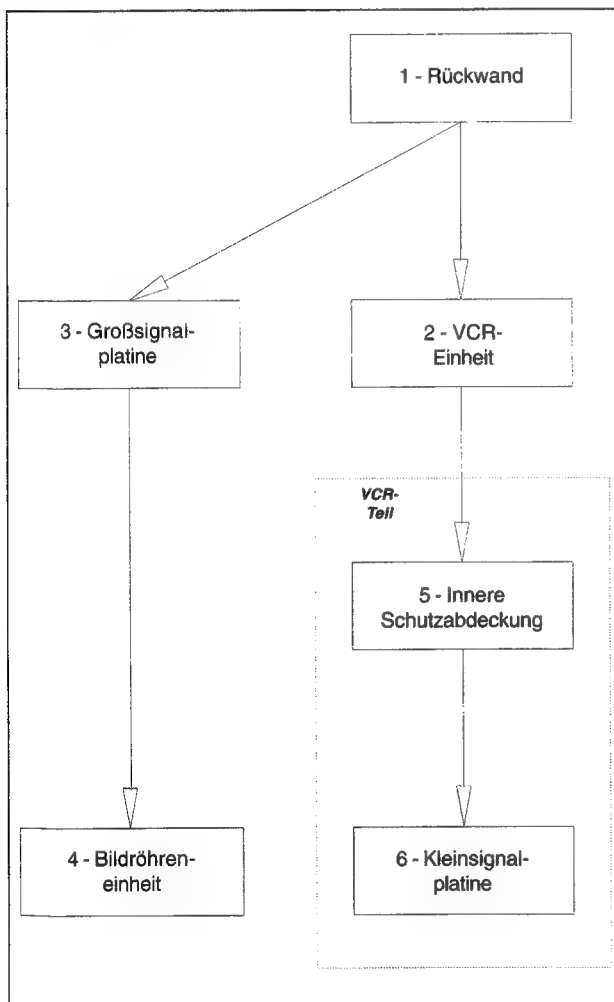 1 - Rückwand
3 - Großsignal-
platine
2 - VCR-
Einheit
VCR-
Teil
5 - Innere
Schutzabdeckung
4 - Bildröhren-
einheit
6 - Kleinsignal-
platine